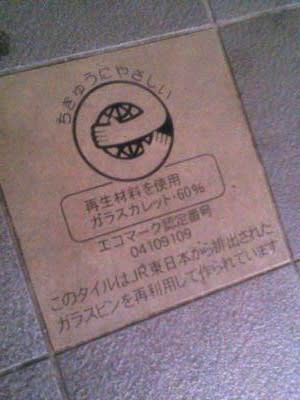 ちきゅうにやさしい
再生材料を使用
ガラスカレット・60%
エコマーク認定番号
04109109
このタイルはJR東日本から排出された
ガラスビンを再利用して作られています